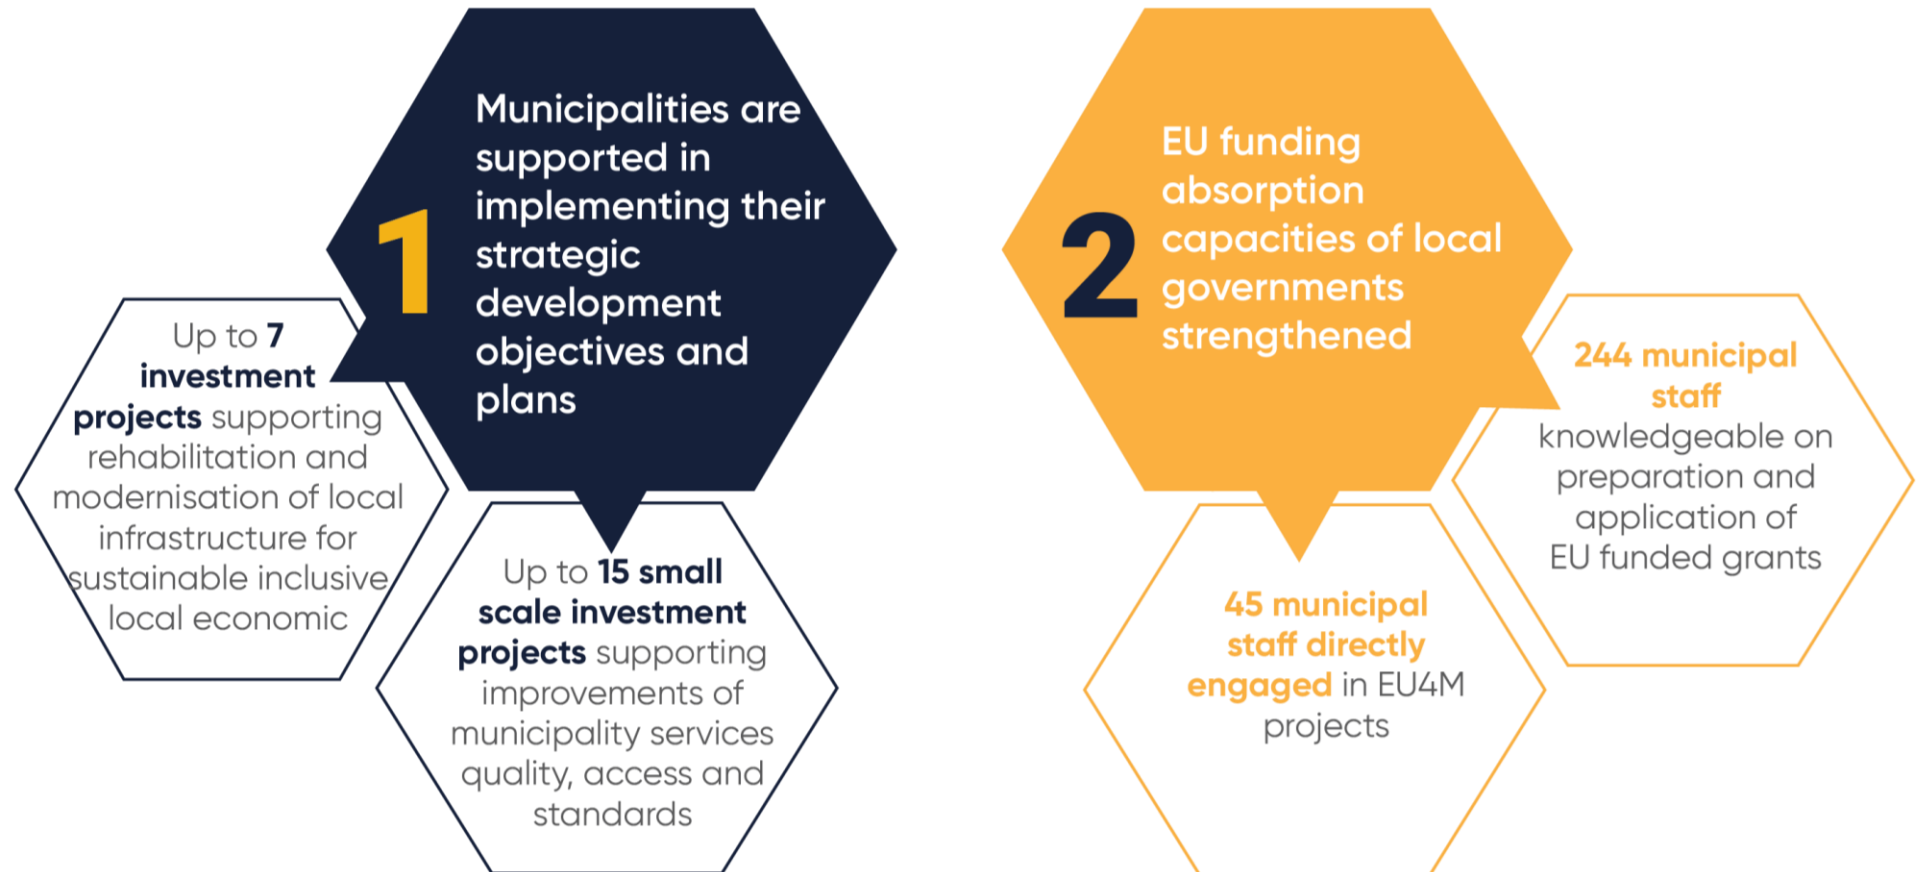 1
Municipalities are
supported in
implementing their
strategic
development
objectives and
plans
Up to 7
investment
projects supporting
rehabilitation and
modernisation of local
infrastructure for
sustainable inclusive
local economic
Up to 15 small
scale investment
projects supporting
improvements of
municipality services
quality, access and
standards
2
EU funding
absorption
capacities of local
governments
strengthened
244 municipal
staff
knowledgeable on
preparation and
application of
EU funded grants
45 municipal
staff directly
engaged in EU4M
projects